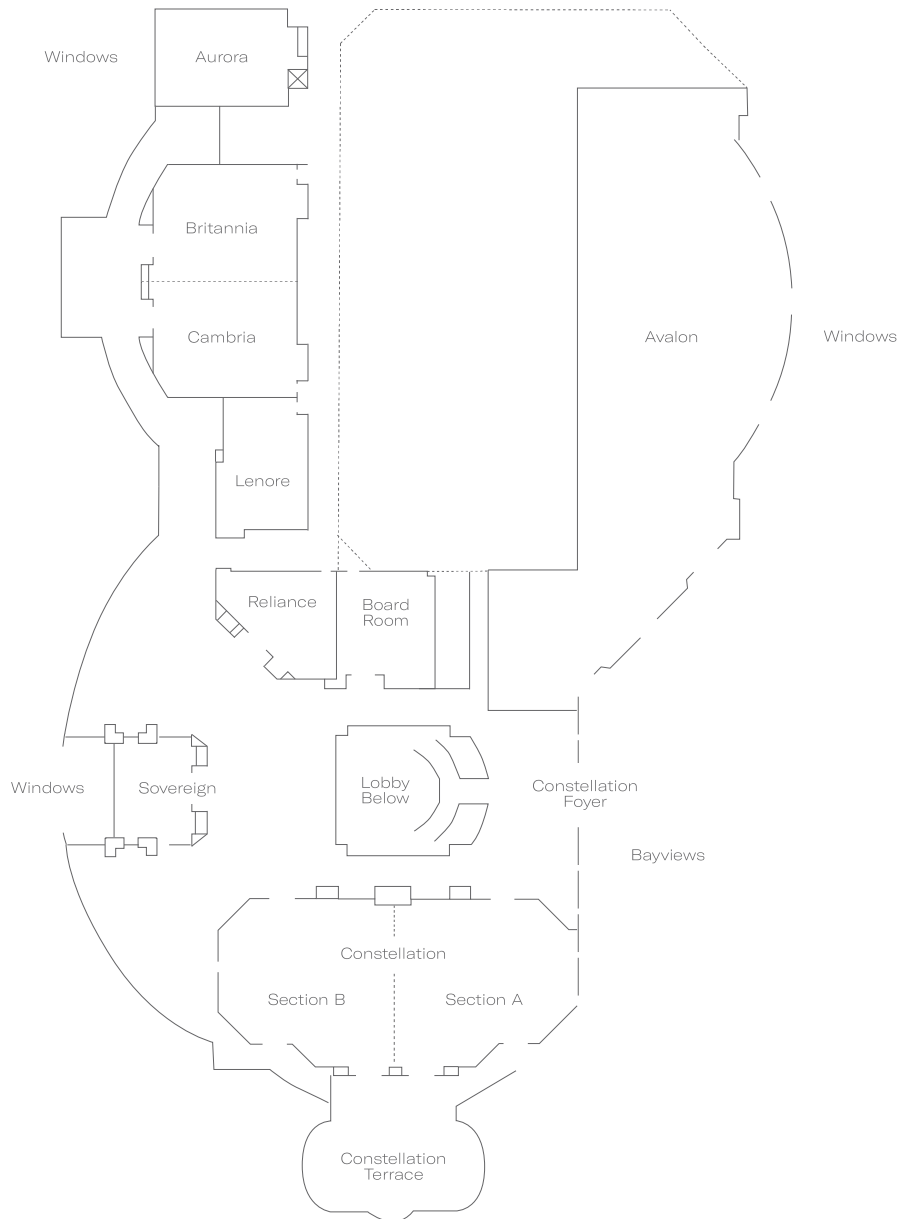 Windows
Aurora
Britannia
Cambria
Avalon
Windows
Lenore
Reliance
Board
Room
Windows
Sovereign
Lobby
Below
Constellation
Foyer
Bayviews
Constellation
Section B
Section A
Constellation
Terrace